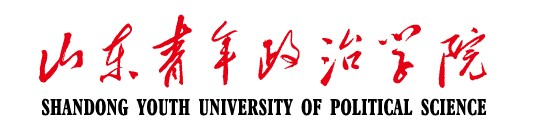 山东青年政治学院
SHANDONG YOUTH UNIVERSITY OF POLITICAL SCIENCE